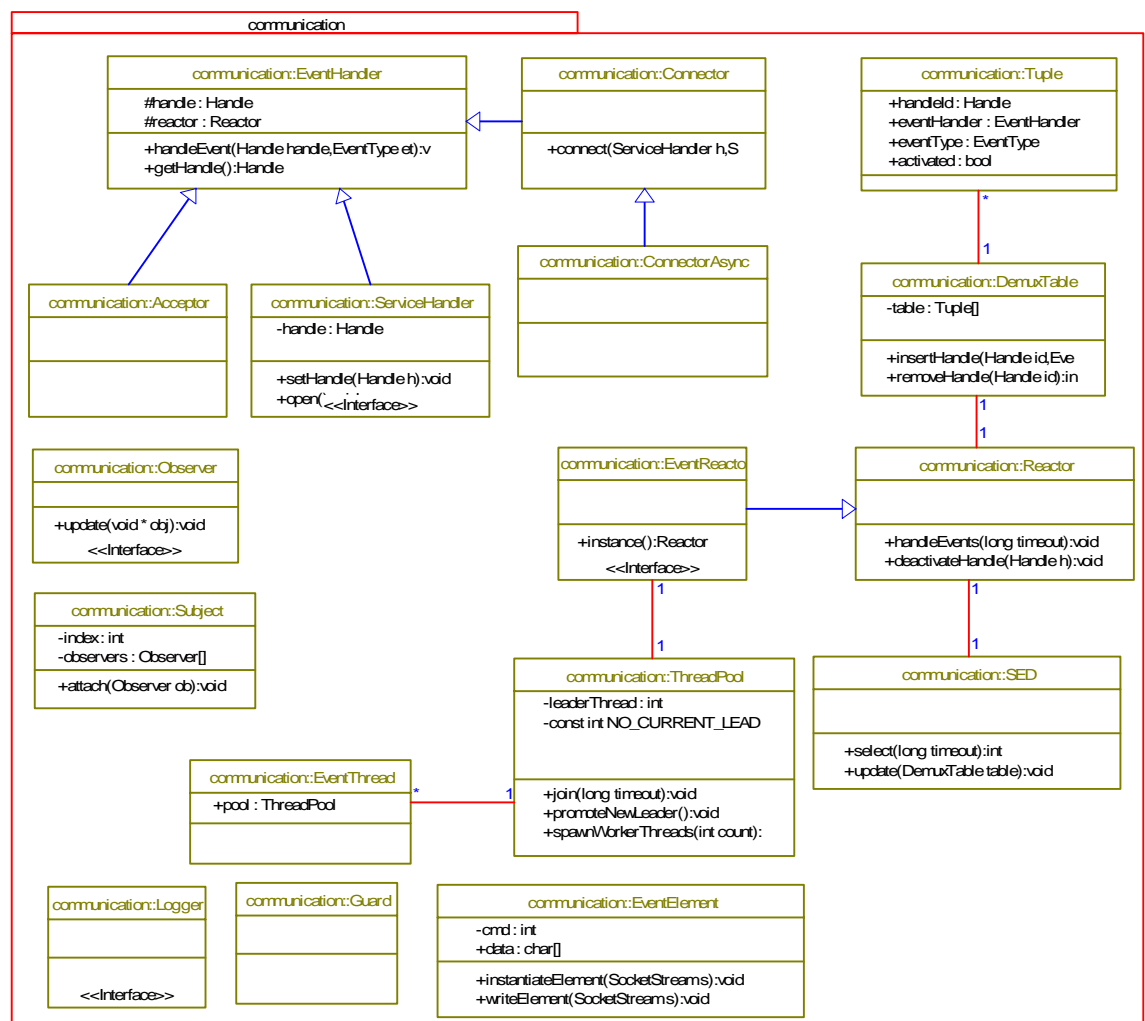 communication
communication::EventHandler
#handle : Handle
#reactor : Reactor
+handleEvent(Handle handle,EventType et):v
+getHandle():Handle
communication::Connector
+connect(ServiceHandler h,S
communication::Tuple
+handleId : Handle
+eventHandler : EventHandler
+eventType : EventType
+activated : bool
*
1
communication::ConnectorAsync
communication::Acceptor
communication::ServiceHandler
-handle : Handle
+setHandle(Handle h):void
+open(
<<Interface>>
communication::DemuxTable
-table : Tuple[]
+insertHandle(Handle id,Eve
+removeHandle(Handle id):in
1
1
communication::Observer
+update(void * obj):void
<<Interface>>
communication::EventReacto
+instance():Reactor
<<Interface>>
communication::Reactor
+handleEvents(long timeout):void
+deactivateHandle(Handle h):void
1
1
1
1
communication::Subject
-index : int
-observers : Observer[]
+attach(Observer ob):void
communication::ThreadPool
-leaderThread : int
-const int NO_CURRENT_LEAD
+join(long timeout):void
+promoteNewLeader():void
+spawnWorkerThreads(int count):
communication::SED
+select(long timeout):int
+update(DemuxTable table):void
communication::EventThread
+pool : ThreadPool
*
1
communication::Logger
<<Interface>>
communication::Guard
communication::EventElement
-cmd : int
+data : char[]
+instantiateElement(SocketStreams):void
+writeElement(SocketStreams):void